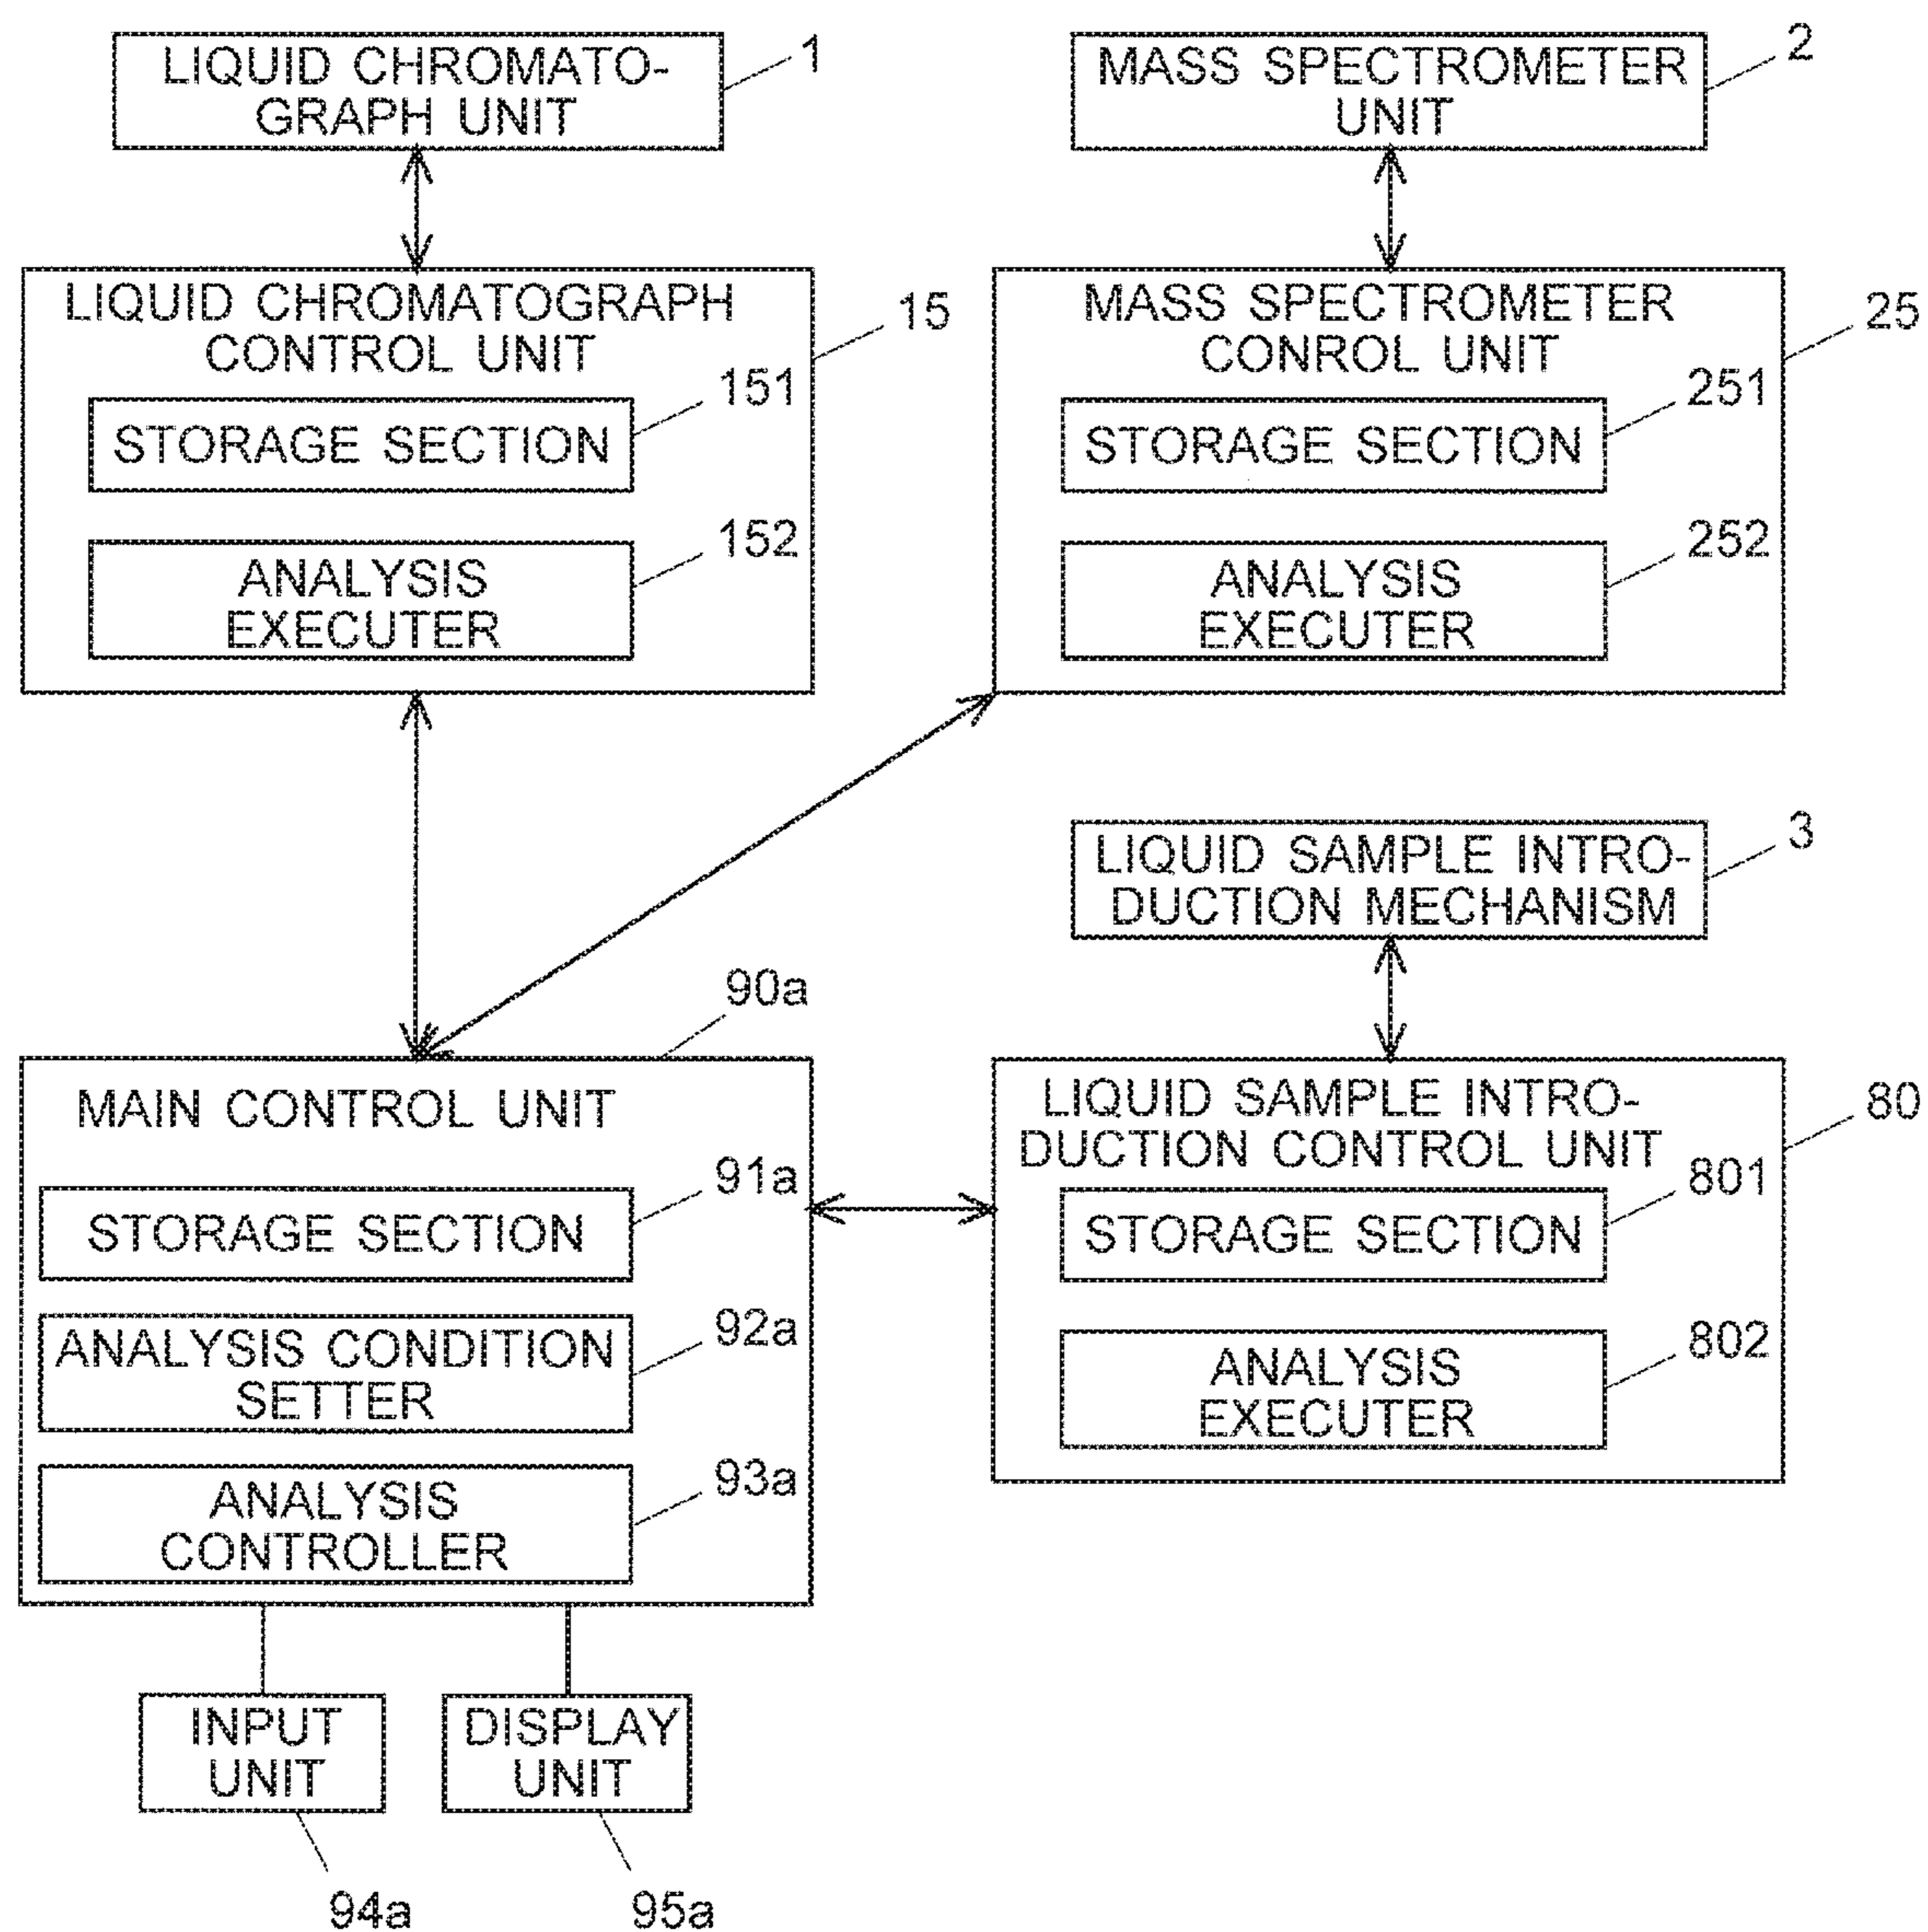 LIQUID CHROMATO-
GRAPH UNIT
1
MASS SPECTROMETER
UNIT
2
LIQUID CHROMATOGRAPH
CONTROL UNIT
15
151
STORAGE SECTION
152
ANALYSIS
EXECUTER
MASS SPECTROMETER
CONROL UNIT
25
251
STORAGE SECTION
252
ANALYSIS
EXECUTER
LIQUID SAMPLE INTRO-
DUCTION MECHANISM
3
90a
MAIN CONTROL UNIT
91a
STORAGE SECTION
92a
ANALYSIS CONDITION
SETTER
93a
ANALYSIS
CONTROLLER
LIQUID SAMPLE INTRO-
DUCTION CONTROL UNIT
80
801
STORAGE SECTION
802
ANALYSIS
EXECUTER
INPUT
UNIT
94a
DISPLAY
UNIT
95a